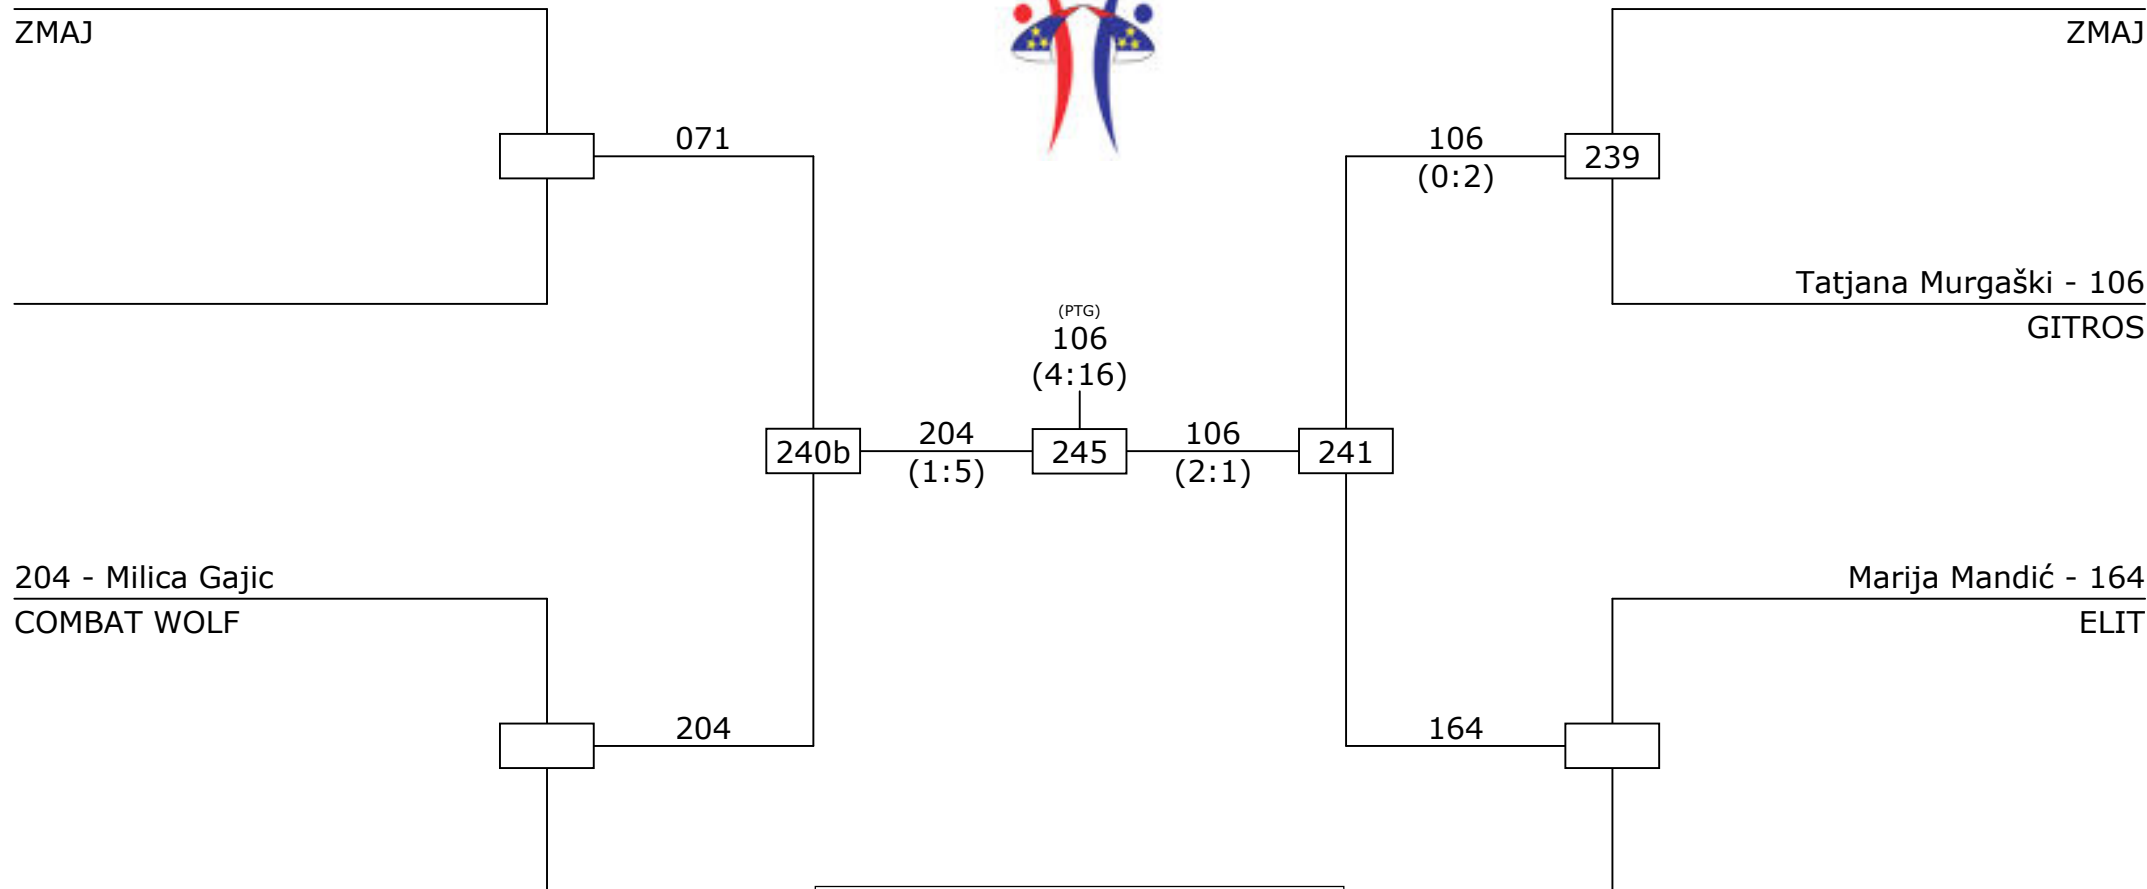 ZMAJ
ZMAJ
071
106
(0:2)
239
Tatjana Murgaški - 106
GITROS
(PTG)
106
(4:16)
240b
204
(1:5)
245
106
(2:1)
241
204 - Milica Gajic
COMBAT WOLF
Marija Mandić - 164
ELIT
204
164